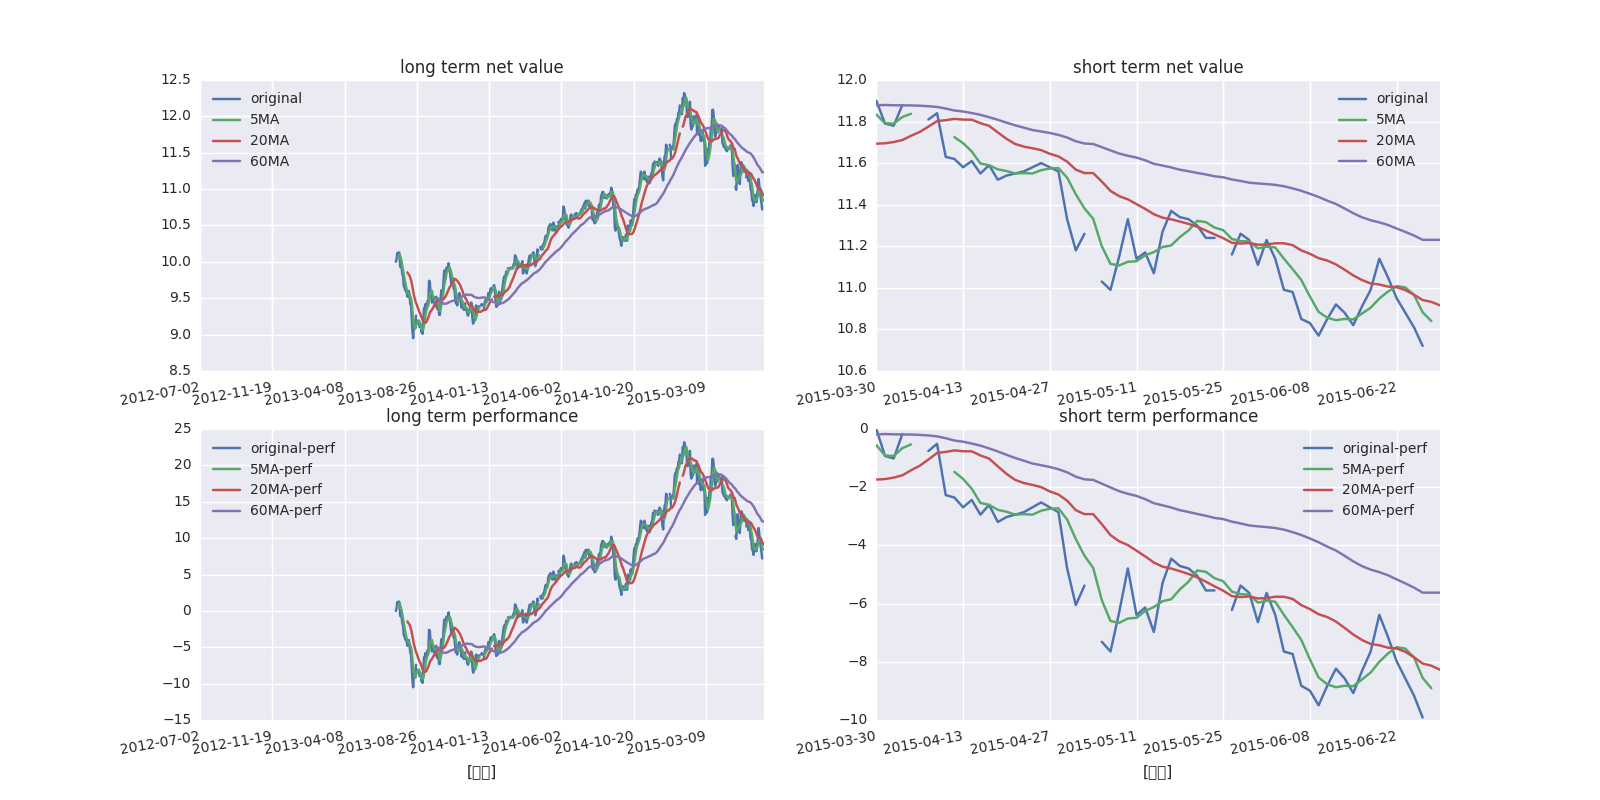 long term net value
12.5
12.0
11.5
11.0
10.5
10.0
9.5
9.0
8.5
original
5MA
20MA
60MA
2012-07-02 2012-11-19 2013-04-08 2013-08-26 2014-01-13 2014-06-02 2014-10-20 2015-03-09
short term net value
12.0
11.8
11.6
11.4
11.2
11.0
10.8
10.6
original
5MA
20MA
60MA
2015-03-30 2015-04-13 2015-04-27 2015-05-11 2015-05-25 2015-06-08 2015-06-22
long term performance
25
20
15
10
5
0
−5
−10
−15
original-perf
5MA-perf
20MA-perf
60MA-perf
2012-07-02 2012-11-19 2013-04-08 2013-08-26 2014-01-13 2014-06-02 2014-10-20 2015-03-09
short term performance
0
−2
−4
−6
−8
−10
original-perf
5MA-perf
20MA-perf
60MA-perf
2015-03-30 2015-04-13 2015-04-27 2015-05-11 2015-05-25 2015-06-08 2015-06-22